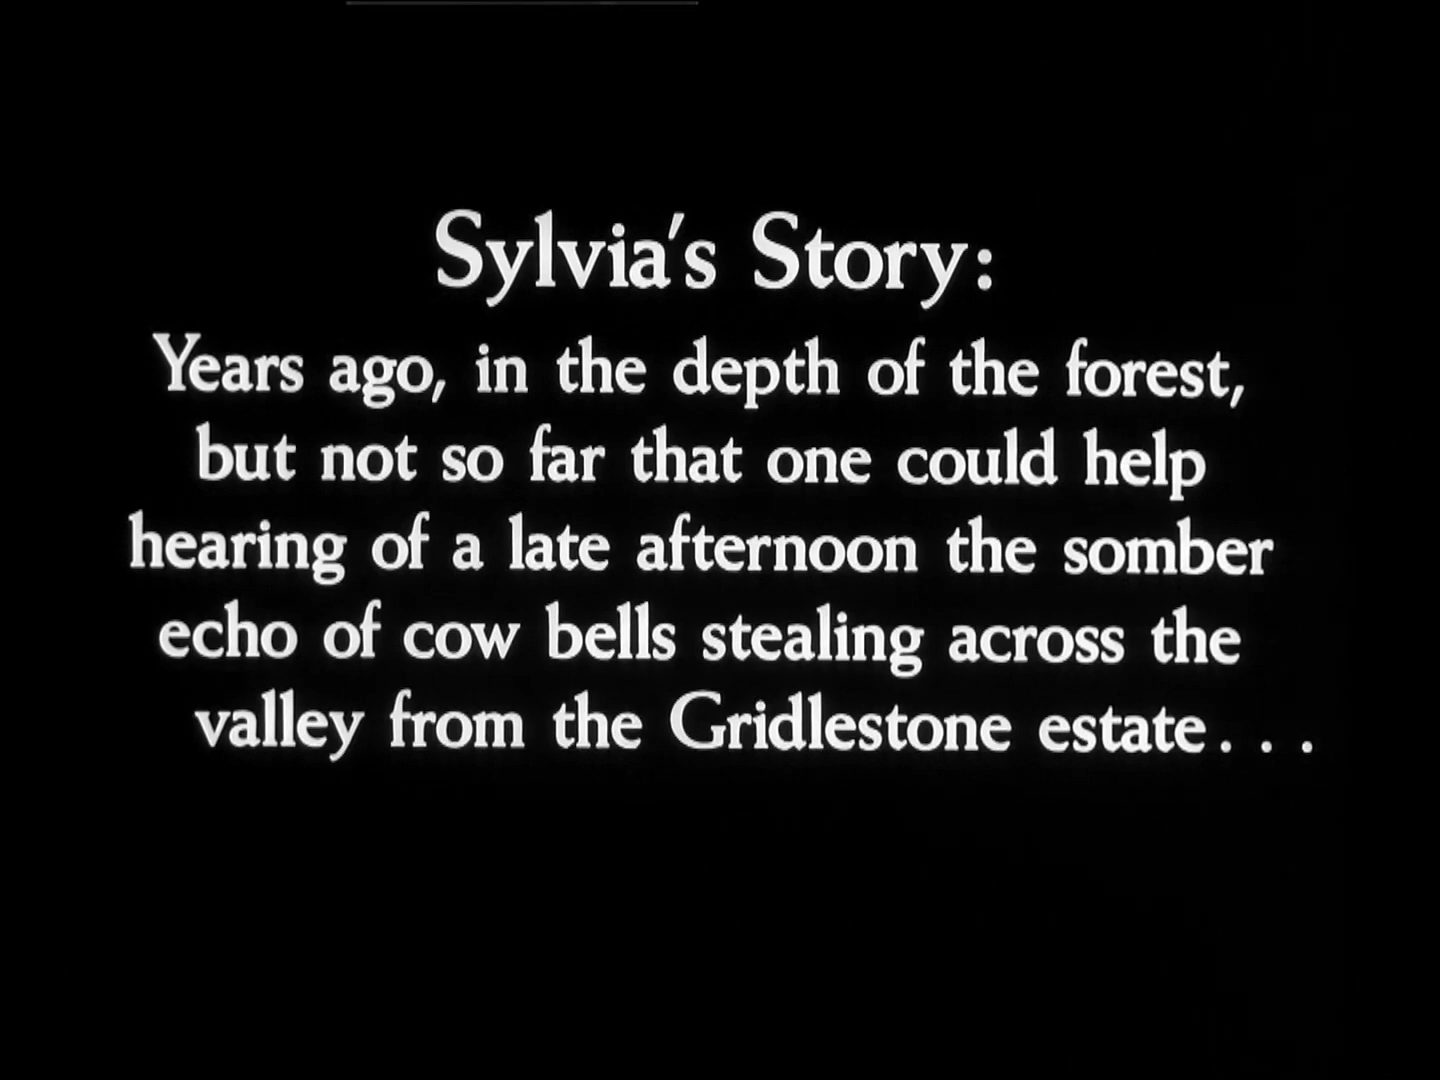 Sylvia's Story:
Years ago, in the depth of the forest,
but not so far that one could help
hearing of a late afternoon the somber
echo of cow bells stealing across the
valley from the Gridlestone estate. . .